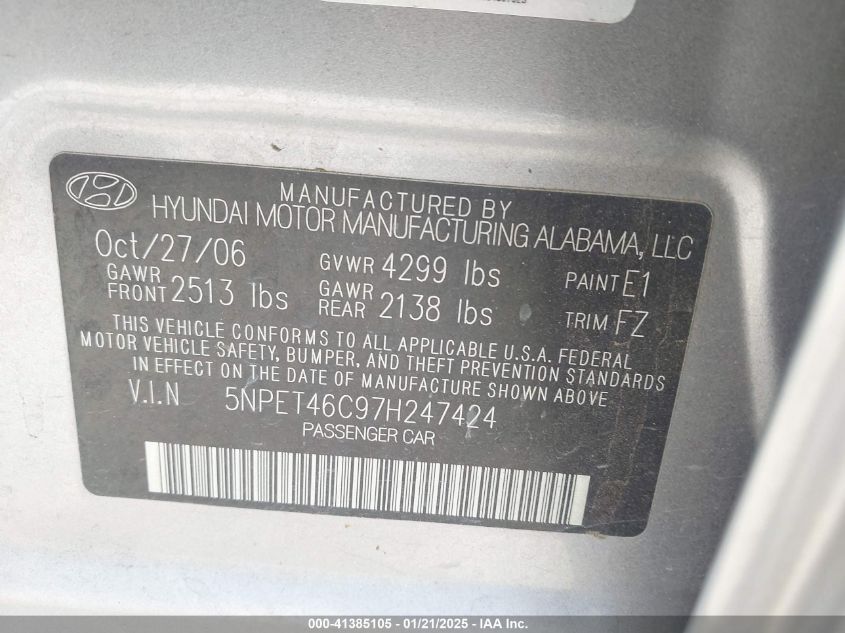 MANUFACTURED BY
HYUNDAI MOTOR MANUFACTURING ALABAMA, LLC
Oct/27/06 GVWR 4299 lbs PAINT E1
GAWR FRONT 2513 lbs GAWR REAR 2138 lbs TRIM FZ
THIS VEHICLE CONFORMS TO ALL APPLICABLE U.S.A. FEDERAL
MOTOR VEHICLE SAFETY, BUMPER, AND THEFT PREVENTION STANDARDS
IN EFFECT ON THE DATE OF MANUFACTURE SHOWN ABOVE
V.I.N 5NPET46C97H247424
PASSENGER CAR
000-41385105 — 01/21/2025 — IAA Inc.